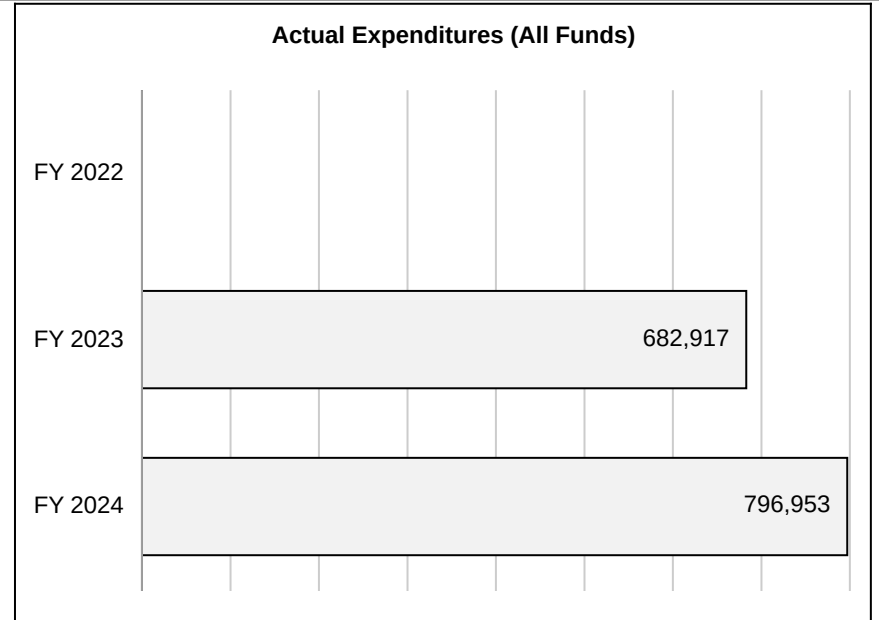 Actual Expenditures (All Funds)
FY 2022
FY 2023
682,917
FY 2024
796,953